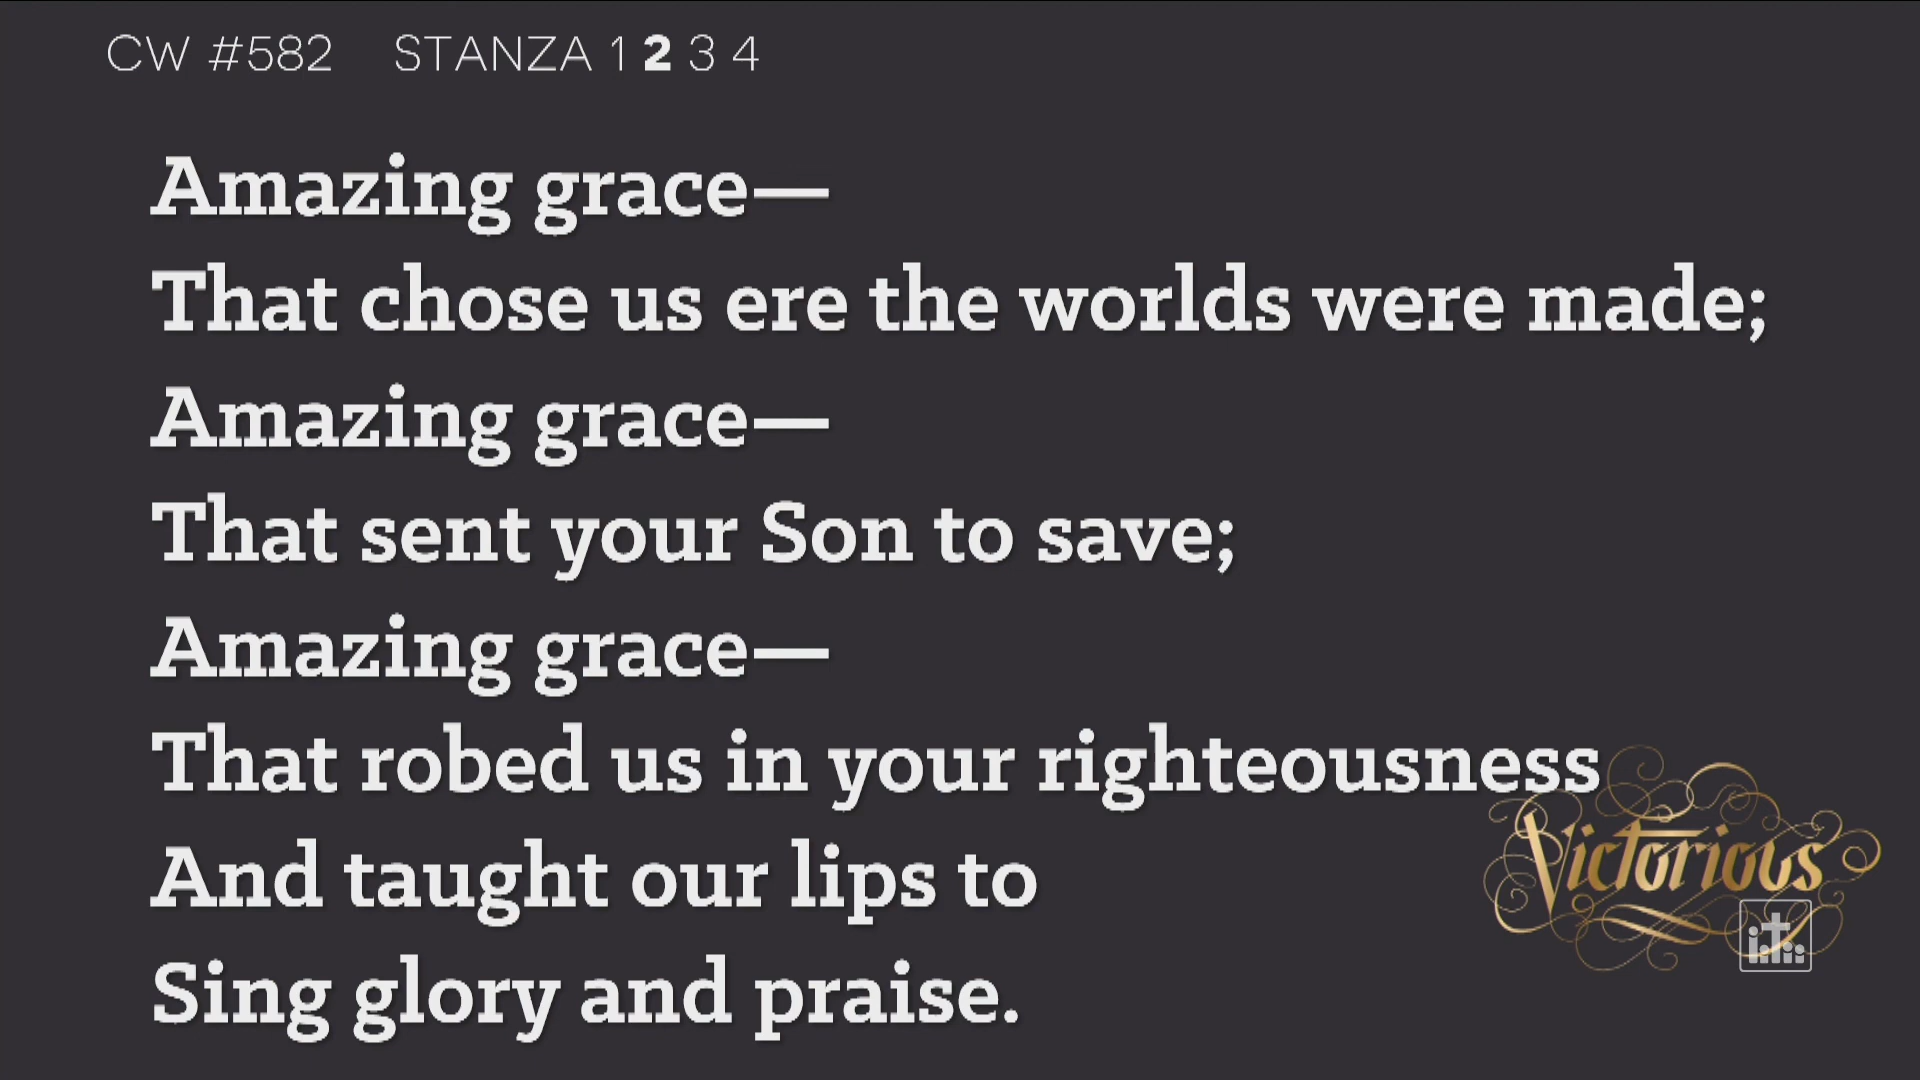 CW #582 STANZA 1 2 3 4
Amazing grace—
That chose us ere the worlds were made;
Amazing grace—
That sent your Son to save;
Amazing grace—
That robed us in your righteousness
And taught our lips to
Sing glory and praise.
Victorious